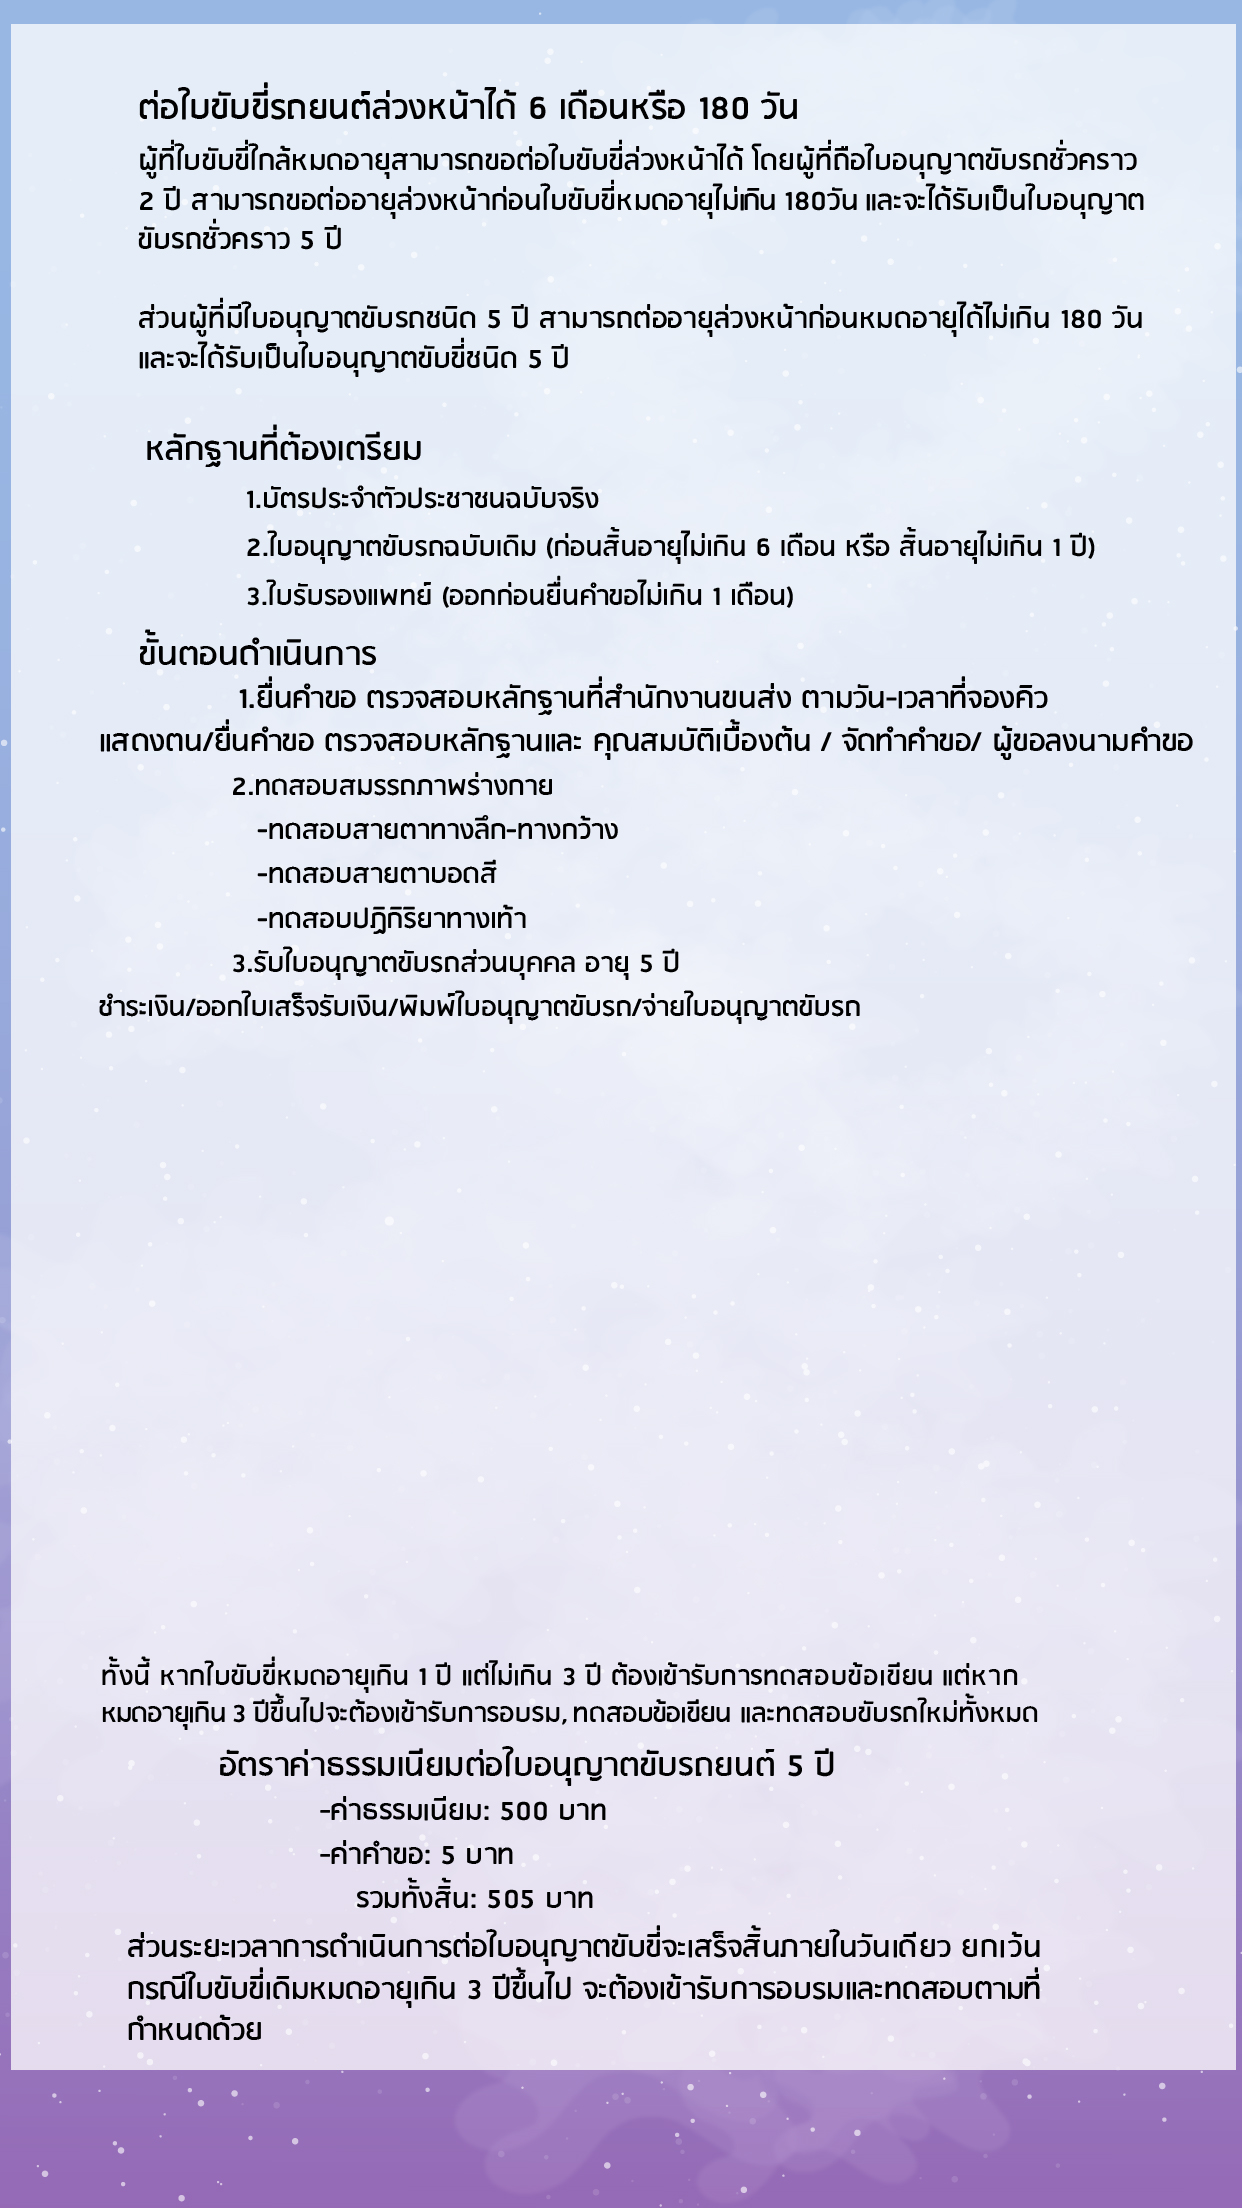 ต่อใบขับขี่รถยนต์ล่วงหน้าได้ 6 เดือนหรือ 180 วัน
ผู้ที่ใบขับขี่ใกล้หมดอายุสามารถขอต่อใบขับขี่ล่วงหน้าได้ โดยผู้ที่ถือใบอนุญาตขับรถชั่วคราว
2 ปี สามารถขอต่ออายุล่วงหน้าก่อนใบขับขี่หมดอายุไม่เกิน 180วัน และจะได้รับเป็นใบอนุญาต
ขับรถชั่วคราว 5 ปี
ส่วนผู้ที่มีใบอนุญาตขับรถชนิด 5 ปี สามารถต่ออายุล่วงหน้าก่อนหมดอายุได้ไม่เกิน 180 วัน
และจะได้รับเป็นใบอนุญาตขับขี่ชนิด 5 ปี
หลักฐานที่ต้องเตรียม
1.บัตรประจำตัวประชาชนฉบับจริง
2.ใบอนุญาตขับรถฉบับเดิม (ก่อนสิ้นอายุไม่เกิน 6 เดือน หรือ สิ้นอายุไม่เกิน 1 ปี)
3.ใบรับรองแพทย์ (ออกก่อนยื่นคำขอไม่เกิน 1 เดือน)
ขั้นตอนดำเนินการ
1.ยื่นคำขอ ตรวจสอบหลักฐานที่สำนักงานขนส่ง ตามวัน-เวลาที่จองคิว
แสดงตน/ยื่นคำขอ ตรวจสอบหลักฐานและ คุณสมบัติเบื้องต้น / จัดทำคำขอ/ ผู้ขอลงนามคำขอ
2.ทดสอบสมรรถภาพร่างกาย
-ทดสอบสายตาทางลึก-ทางกว้าง
-ทดสอบสายตาบอดสี
-ทดสอบปฏิกิริยาทางเท้า
3.รับใบอนุญาตขับรถส่วนบุคคล อายุ 5 ปี
ชำระเงิน/ออกใบเสร็จรับเงิน/พิมพ์ใบอนุญาตขับรถ/จ่ายใบอนุญาตขับรถ
ทั้งนี้ หากใบขับขี่หมดอายุเกิน 1 ปี แต่ไม่เกิน 3 ปี ต้องเข้ารับการทดสอบข้อเขียน แต่หาก
หมดอายุเกิน 3 ปีขึ้นไปจะต้องเข้ารับการอบรม, ทดสอบข้อเขียน และทดสอบขับรถใหม่ทั้งหมด
อัตราค่าธรรมเนียมต่อใบอนุญาตขับรถยนต์ 5 ปี
-ค่าธรรมเนียม: 500 บาท
-ค่าคำขอ: 5 บาท
รวมทั้งสิ้น: 505 บาท
ส่วนระยะเวลาการดำเนินการต่อใบอนุญาตขับขี่จะเสร็จสิ้นภายในวันเดียว ยกเว้น
กรณีใบขับขี่เดิมหมดอายุเกิน 3 ปีขึ้นไป จะต้องเข้ารับการอบรมและทดสอบตามที่
กำหนดด้วย